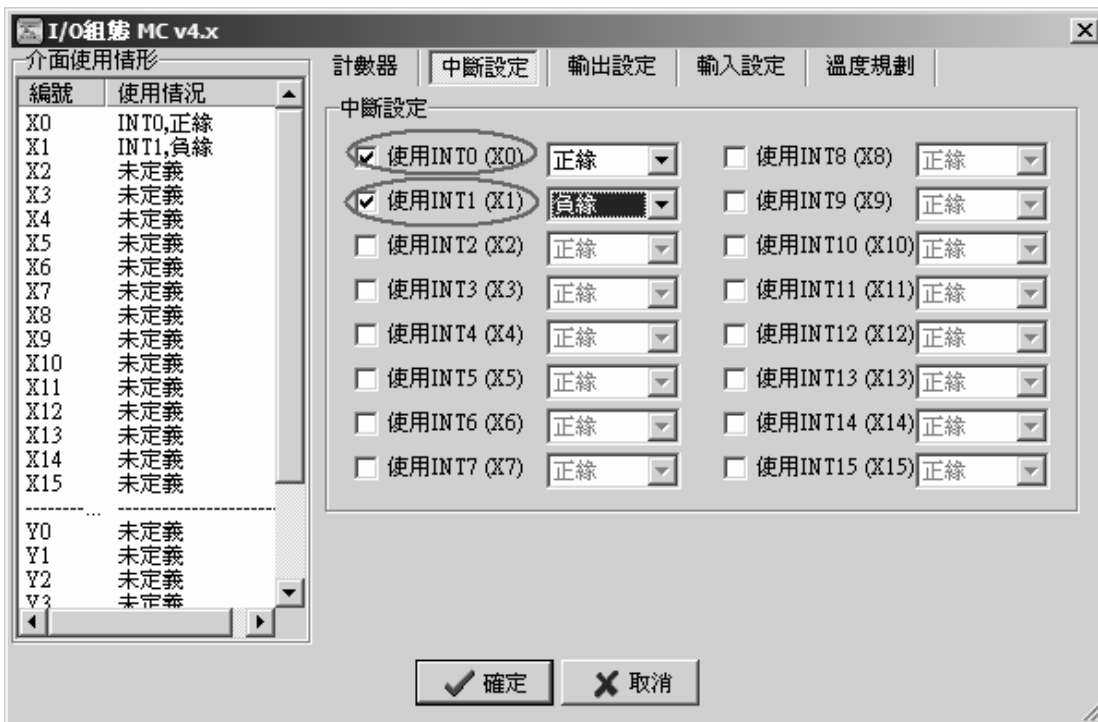 I/O組態 MC v4.x
介面使用情形
編號 使用情況
X0 INT0,正緣
X1 INT1,負緣
X2 未定義
X3 未定義
X4 未定義
X5 未定義
X6 未定義
X7 未定義
X8 未定義
X9 未定義
X10 未定義
X11 未定義
X12 未定義
X13 未定義
X14 未定義
X15 未定義
--------... ----------------------
Y0 未定義
Y1 未定義
Y2 未定義
Y3 未定義
計數器 中斷設定 輸出設定 輸入設定 溫度規劃
中斷設定
使用INT0 (X0) 正緣 使用INT8 (X8) 正緣
使用INT1 (X1) 負緣 使用INT9 (X9) 正緣
使用INT2 (X2) 正緣 使用INT10 (X10) 正緣
使用INT3 (X3) 正緣 使用INT11 (X11) 正緣
使用INT4 (X4) 正緣 使用INT12 (X12) 正緣
使用INT5 (X5) 正緣 使用INT13 (X13) 正緣
使用INT6 (X6) 正緣 使用INT14 (X14) 正緣
使用INT7 (X7) 正緣 使用INT15 (X15) 正緣
確定 取消